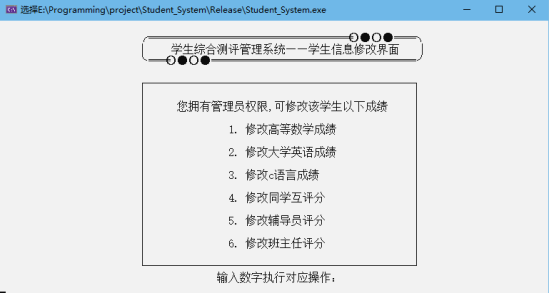 选择E:\Programming\project\Student_System\Release\Student_System.exe
学生综合测评管理系统——学生信息修改界面
您拥有管理员权限,可修改该学生以下成绩
1. 修改高等数学成绩
2. 修改大学英语成绩
3. 修改c语言成绩
4. 修改同学互评分
5. 修改辅导员评分
6. 修改班主任评分
输入数字执行对应操作: